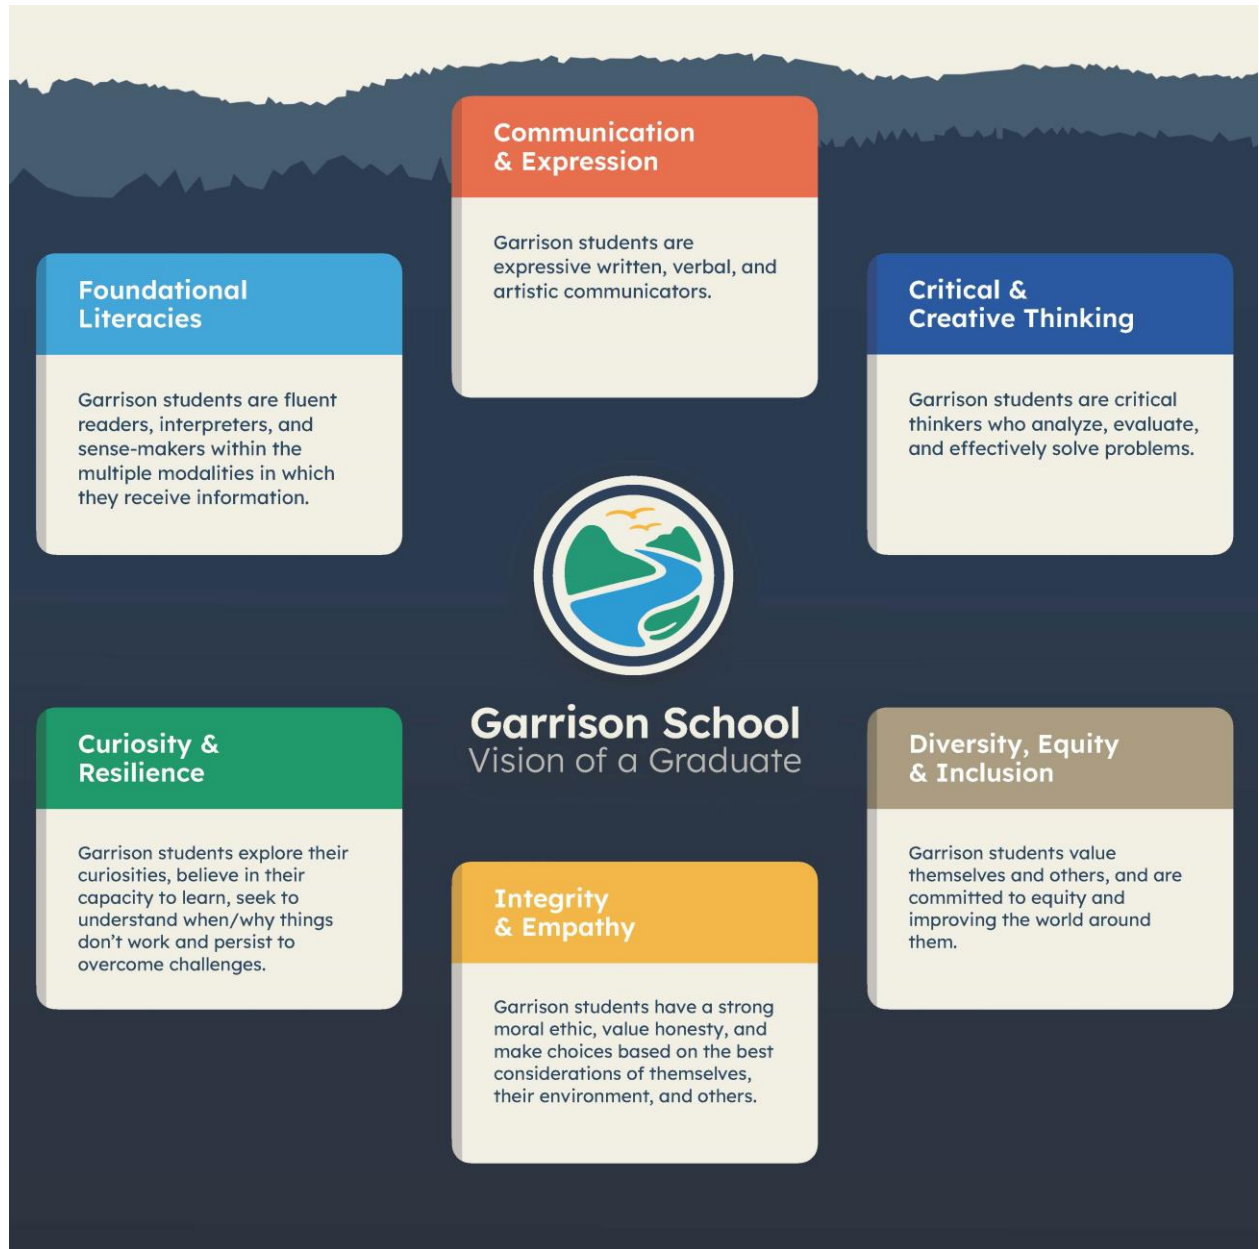 Communication
& Expression
Garrison students are
expressive written, verbal, and
artistic communicators.
Foundational
Literacies
Garrison students are fluent
readers, interpreters, and
sense-makers within the
multiple modalities in which
they receive information.
Critical &
Creative Thinking
Garrison students are critical
thinkers who analyze, evaluate,
and effectively solve problems.
Garrison School
Vision of a Graduate
Curiosity &
Resilience
Garrison students explore their
curiosities, believe in their
capacity to learn, seek to
understand when/why things
don’t work and persist to
overcome challenges.
Integrity
& Empathy
Garrison students have a strong
moral ethic, value honesty, and
make choices based on the best
considerations of themselves,
their environment, and others.
Diversity, Equity
& Inclusion
Garrison students value
themselves and others, and are
committed to equity and
improving the world around
them.